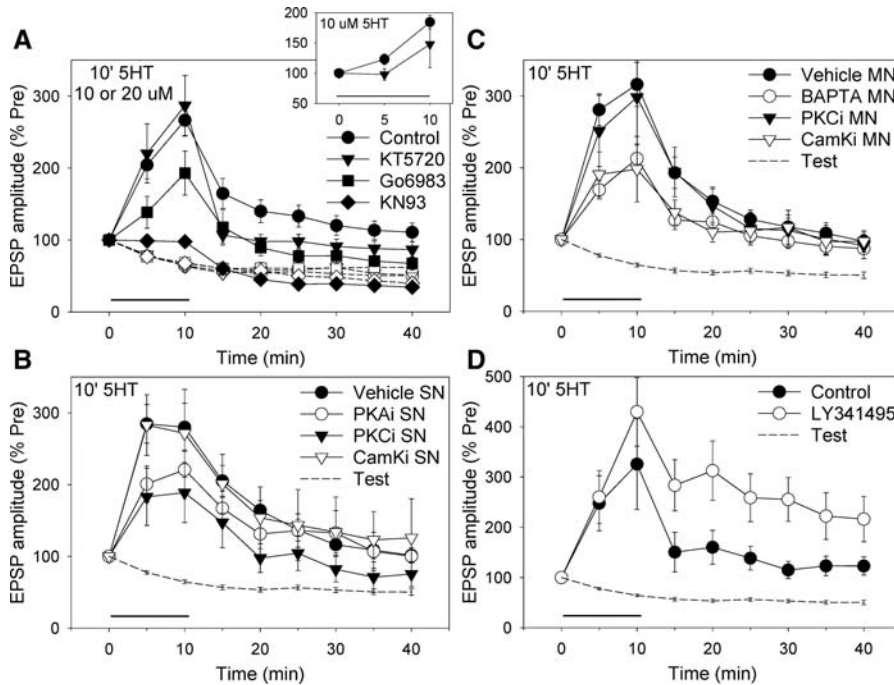 A
10' 5HT
10 or 20 uM
EPSP amplitude (% Pre)
300
200
100
0
0
10
20
30
40
Time (min)
Control
KT5720
Go6983
KN93
10 uM 5HT
200
150
100
50
0
5
10
B
10' 5HT
EPSP amplitude (% Pre)
300
200
100
0
0
10
20
30
40
Time (min)
Vehicle SN
PKAi SN
PKCi SN
CamKi SN
Test
C
10' 5HT
EPSP amplitude (% Pre)
300
200
100
0
0
10
20
30
40
Time (min)
Vehicle MN
BAPTA MN
PKCi MN
CamKi MN
Test
D
10' 5HT
EPSP amplitude (% Pre)
500
400
300
200
100
0
0
10
20
30
40
Time (min)
Control
LY341495
Test